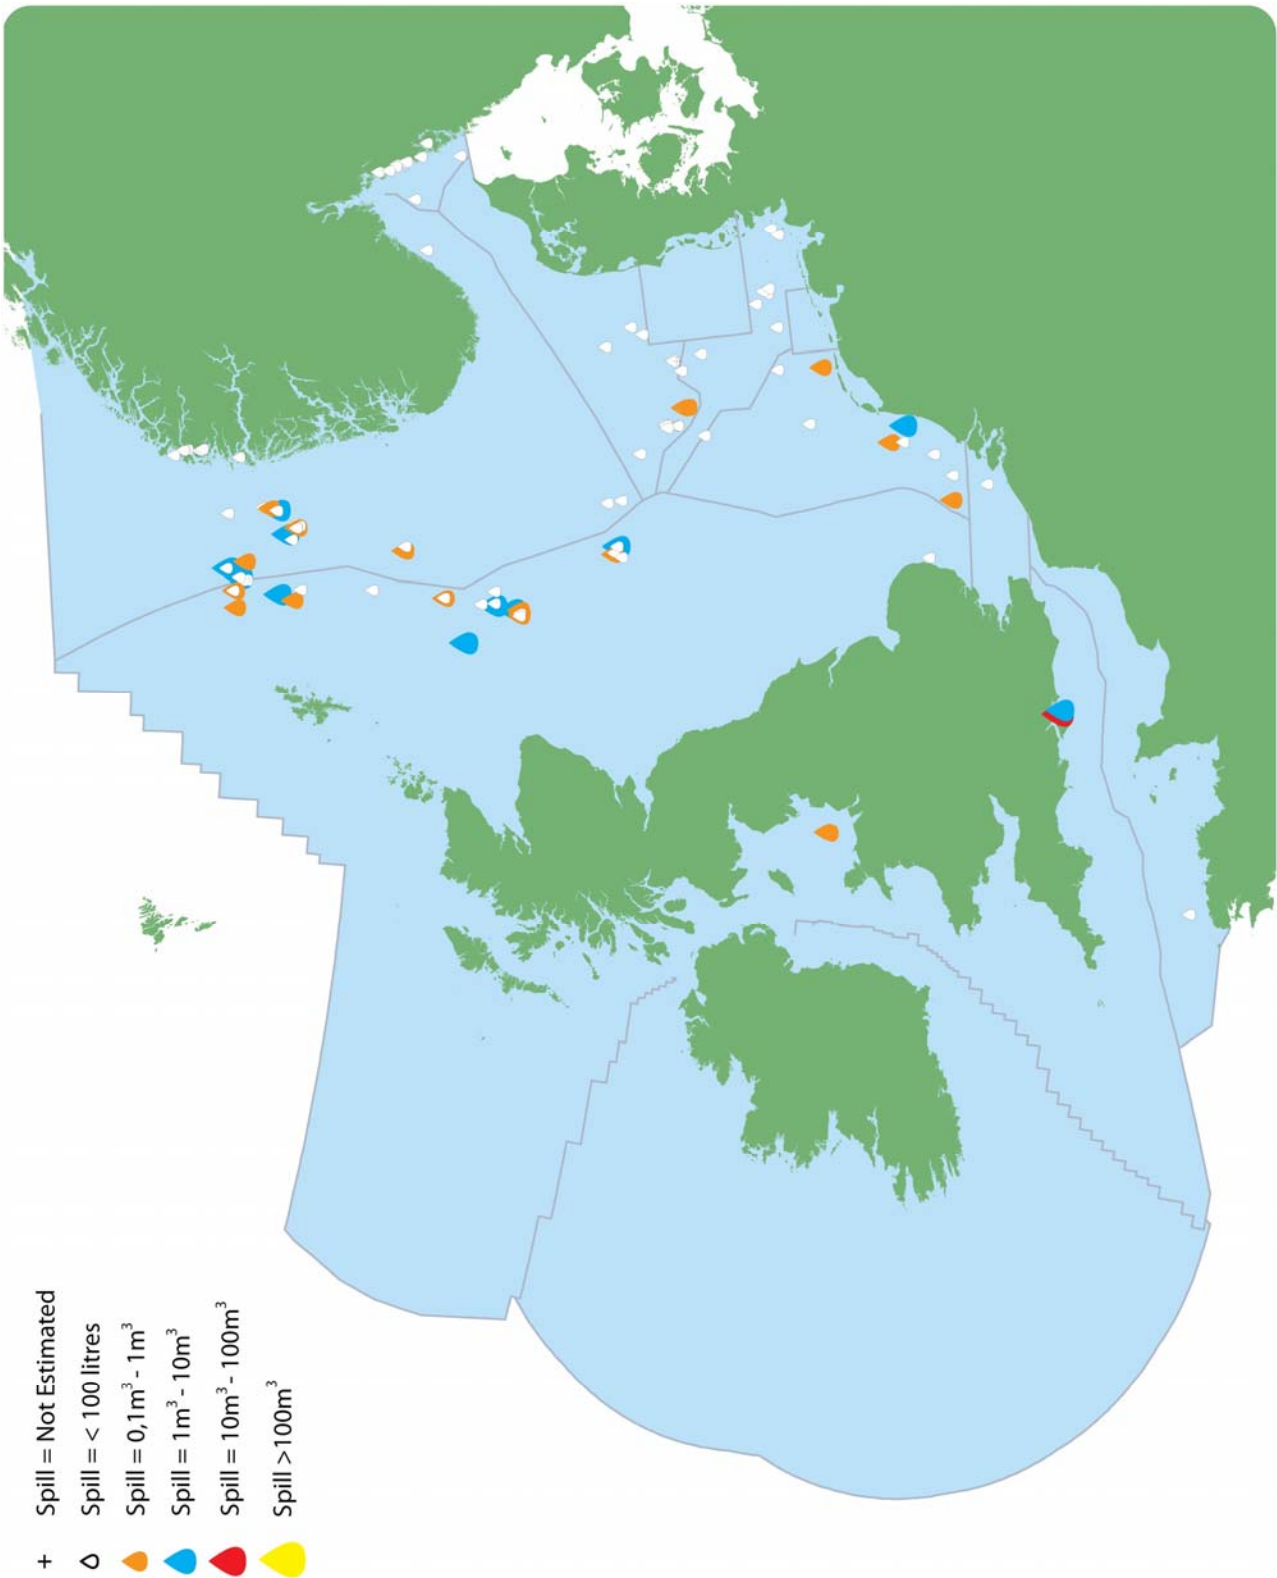 + Spill = Not Estimated
Spill = < 100 litres
Spill = 0,1m³ - 1m³
Spill = 1m³ - 10m³
Spill = 10m³ - 100m³
Spill >100m³